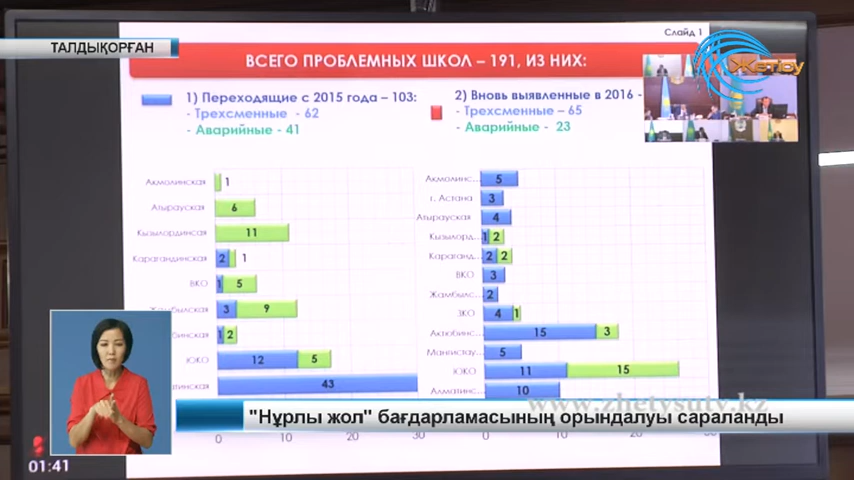 Слайд 1
ТАЛДЫҚОРҒАН
ВСЕГО ПРОБЛЕМНЫХ ШКОЛ – 191, ИЗ НИХ:
Жетісу
1) Переходящие с 2015 года – 103:
- Трехсменные - 62
- Аварийные - 41
2) Вновь выявленные в 2016 -
- Трехсменные – 65
- Аварийные - 23
Акмолинская 1
Атырауская 6
Кызылординсая 11
Карагандинская 2 1
ВКО 1 5
Жамбылская 3 9
бинская 1 2
ЮКО 12 5
атинская 43
0
Акмолинс... 5
г. Астана 3
Атырауская 4
Кызылорд... 1 2
Караганд... 2 2
ВКО 3
Жамбылс... 2
ЗКО 4 1
Актюбинс... 15 3
Мангистау... 5
ЮКО 11 15
Алматинс... 10
0
www.zhetysutv.kz
"Нұрлы жол" бағдарламасының орындалуы сараланды
01:41